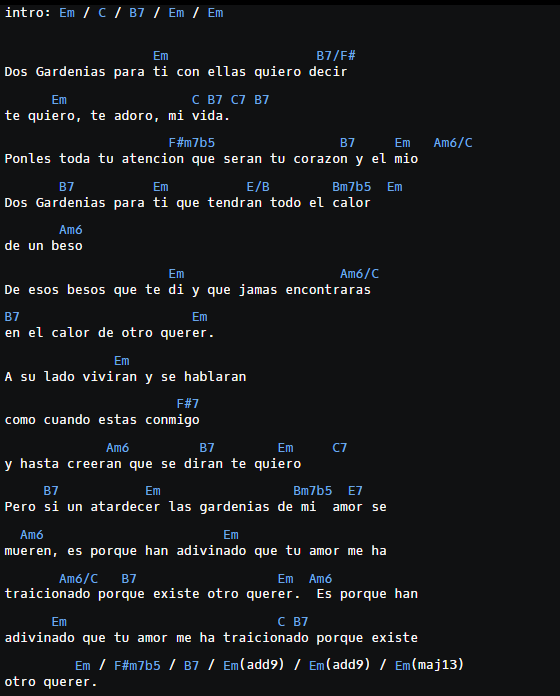 intro: Em / C / B7 / Em / Em
Em B7/F#
Dos Gardenias para ti con ellas quiero decir
Em C B7 C7 B7
te quiero, te adoro, mi vida.
F#m7b5 B7 Em Am6/C
Ponles toda tu atencion que seran tu corazon y el mio
B7 Em E/B Bm7b5 Em
Dos Gardenias para ti que tendran todo el calor
Am6
de un beso
Em Am6/C
De esos besos que te di y que jamas encontraras
B7 Em
en el calor de otro querer.
Em
A su lado viviran y se hablaran
F#7
como cuando estas conmigo
Am6 B7 Em C7
y hasta creeran que se diran te quiero
B7 Em Bm7b5 E7
Pero si un atardecer las gardenias de mi amor se
Am6 Em
mueren, es porque han adivinado que tu amor me ha
Am6/C B7 Em Am6
traicionado porque existe otro querer. Es porque han
Em C B7
adivinado que tu amor me ha traicionado porque existe
Em / F#m7b5 / B7 / Em(add9) / Em(add9) / Em(maj13)
otro querer.